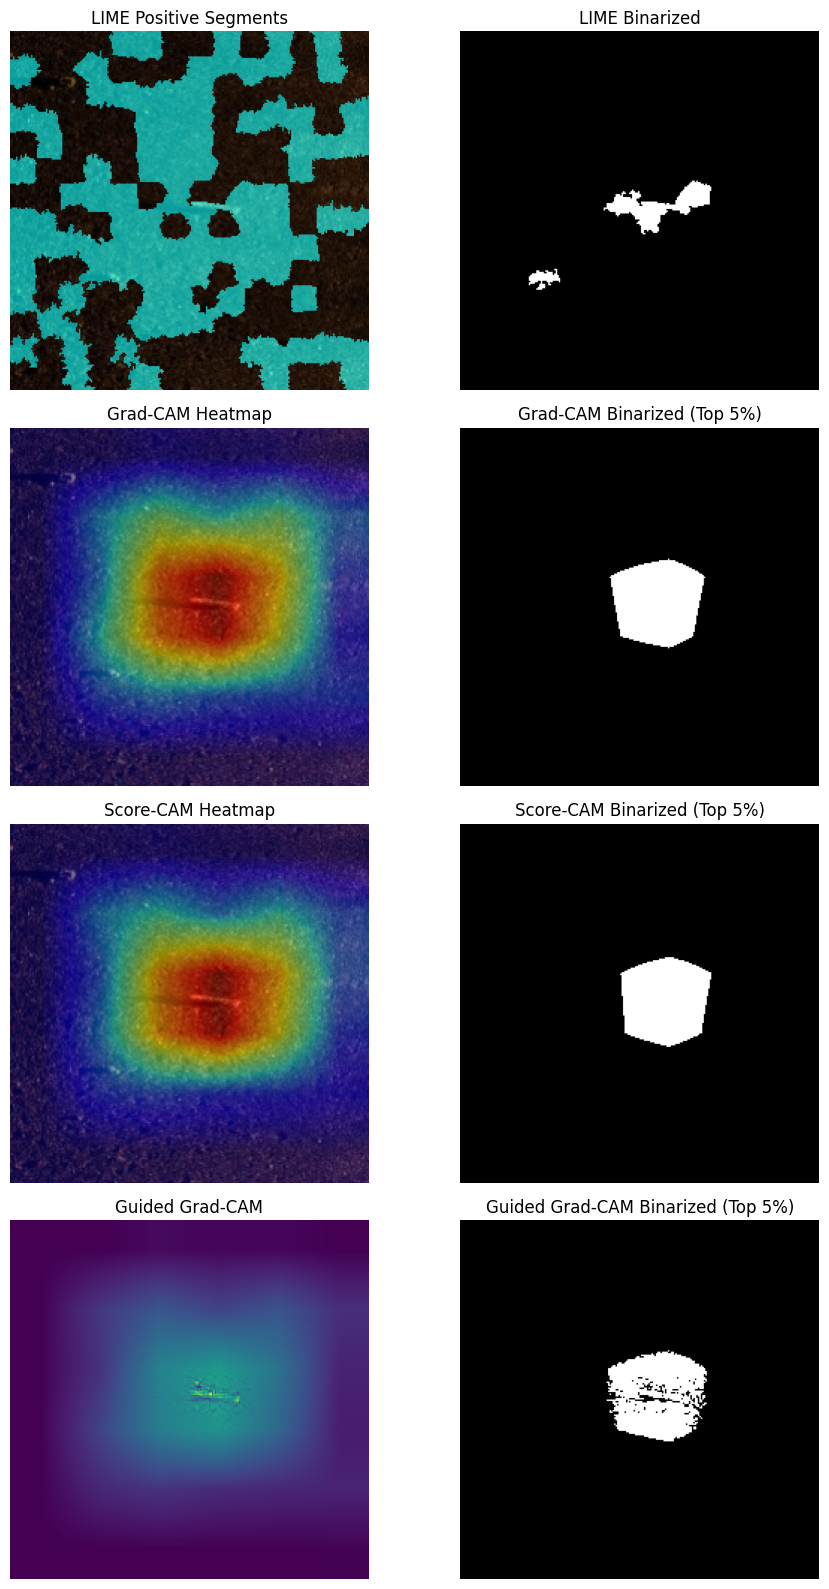 LIME Positive Segments
LIME Binarized
Grad-CAM Heatmap
Grad-CAM Binarized (Top 5%)
Score-CAM Heatmap
Score-CAM Binarized (Top 5%)
Guided Grad-CAM
Guided Grad-CAM Binarized (Top 5%)